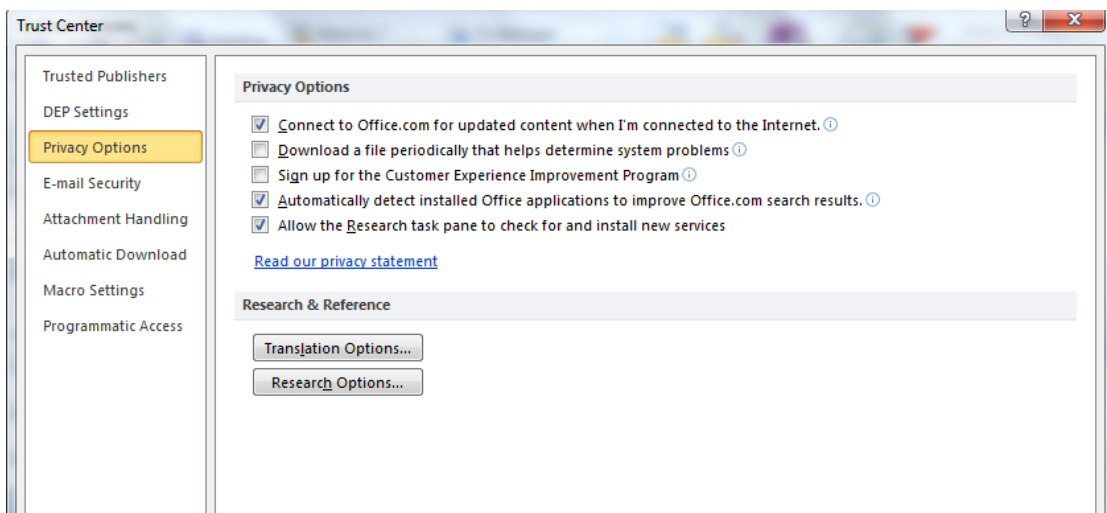 Trust Center
Trusted Publishers
DEP Settings
Privacy Options
E-mail Security
Attachment Handling
Automatic Download
Macro Settings
Programmatic Access
Privacy Options
Connect to Office.com for updated content when I'm connected to the Internet.
Download a file periodically that helps determine system problems
Sign up for the Customer Experience Improvement Program
Automatically detect installed Office applications to improve Office.com search results.
Allow the Research task pane to check for and install new services
Read our privacy statement
Research & Reference
Translation Options...
Research Options...